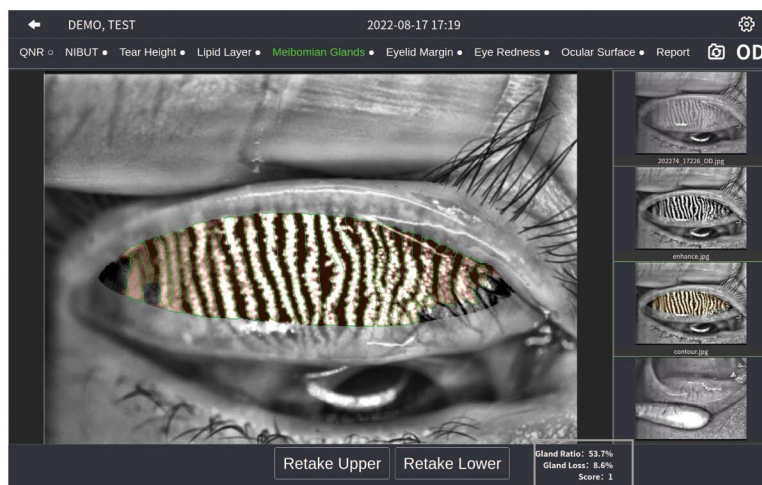 DEMO, TEST 2022-08-17 17:19
QNR NIBUT Tear Height Lipid Layer Meibomian Glands Eyelid Margin Eye Redness Ocular Surface Report OD
202274_17226_OD.jpg
enhance.jpg
contour.jpg
Retake Upper Retake Lower
Gland Ratio: 53.7%
Gland Loss: 8.6%
Score: 1